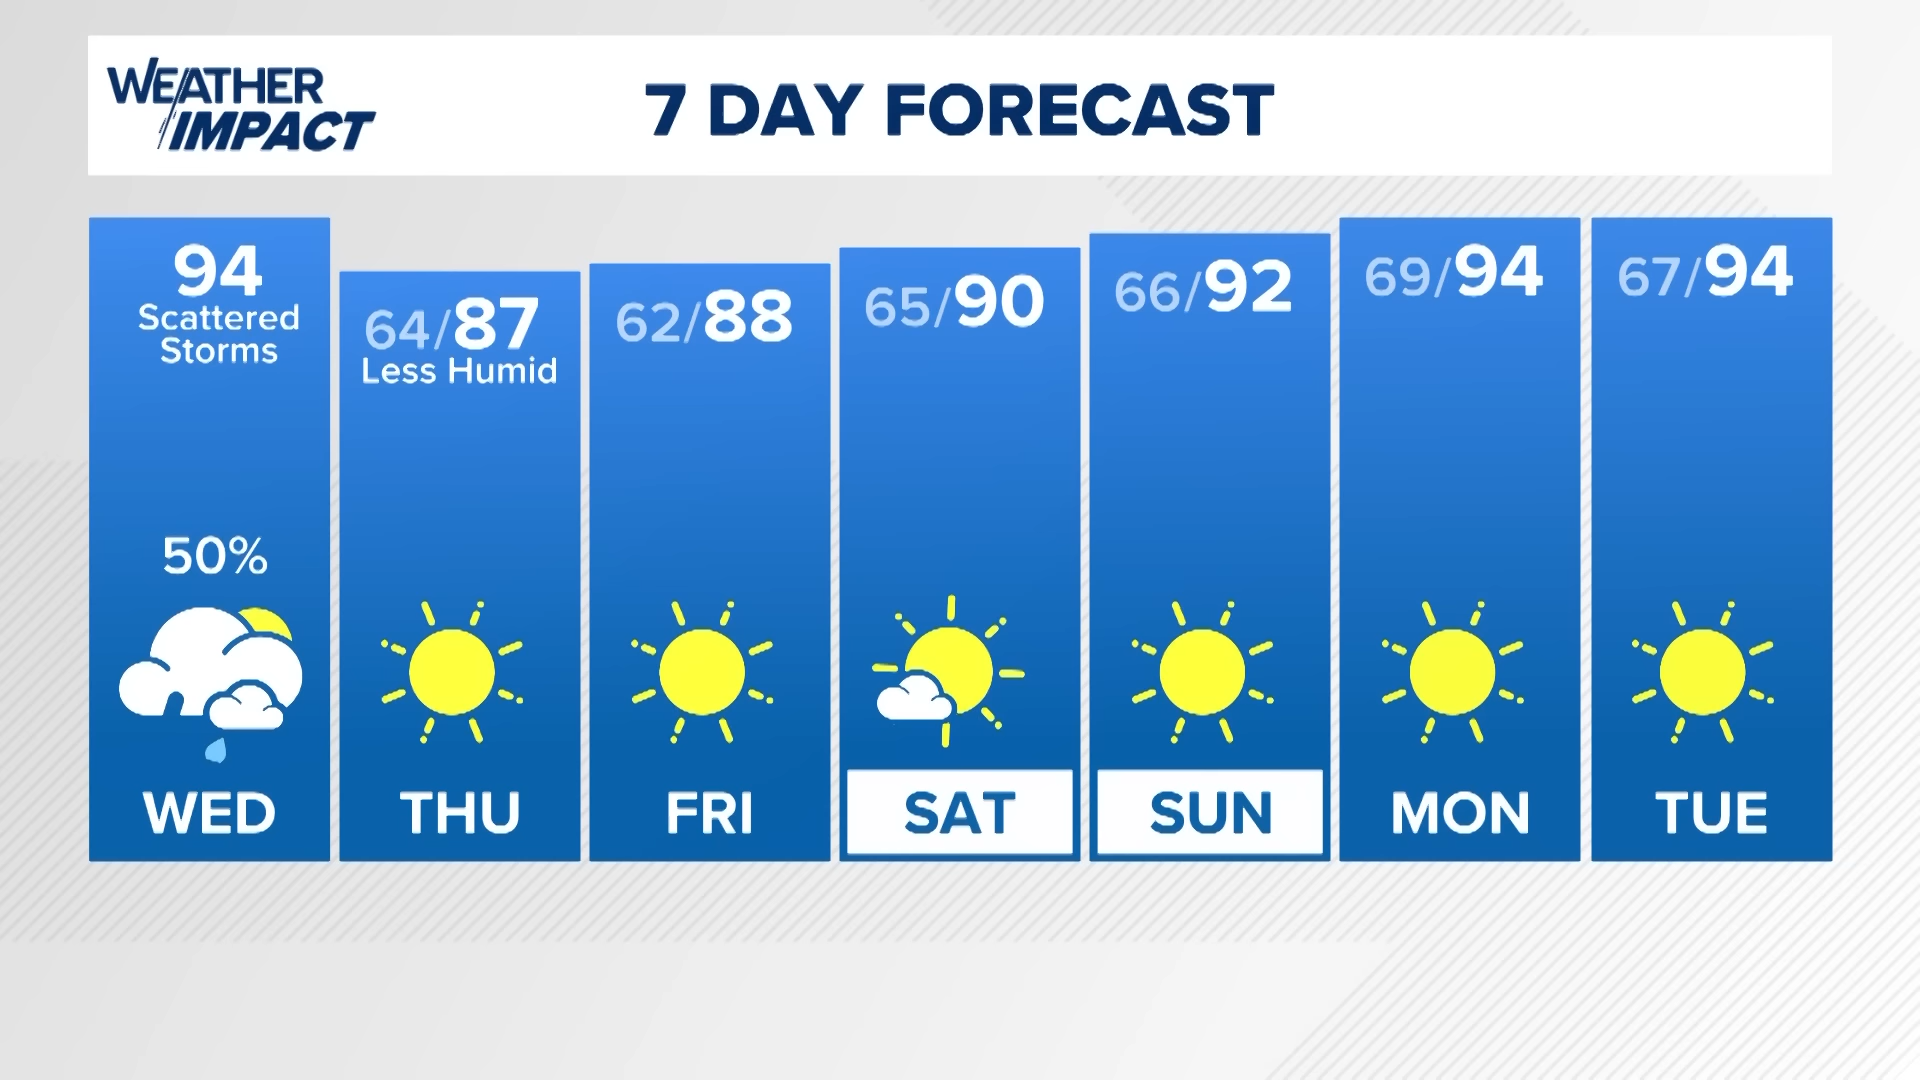 WEATHER
IMPACT
7 DAY FORECAST
94
Scattered
Storms
50%
WED
64/87
Less Humid
THU
62/88
FRI
65/90
SAT
66/92
SUN
69/94
MON
67/94
TUE